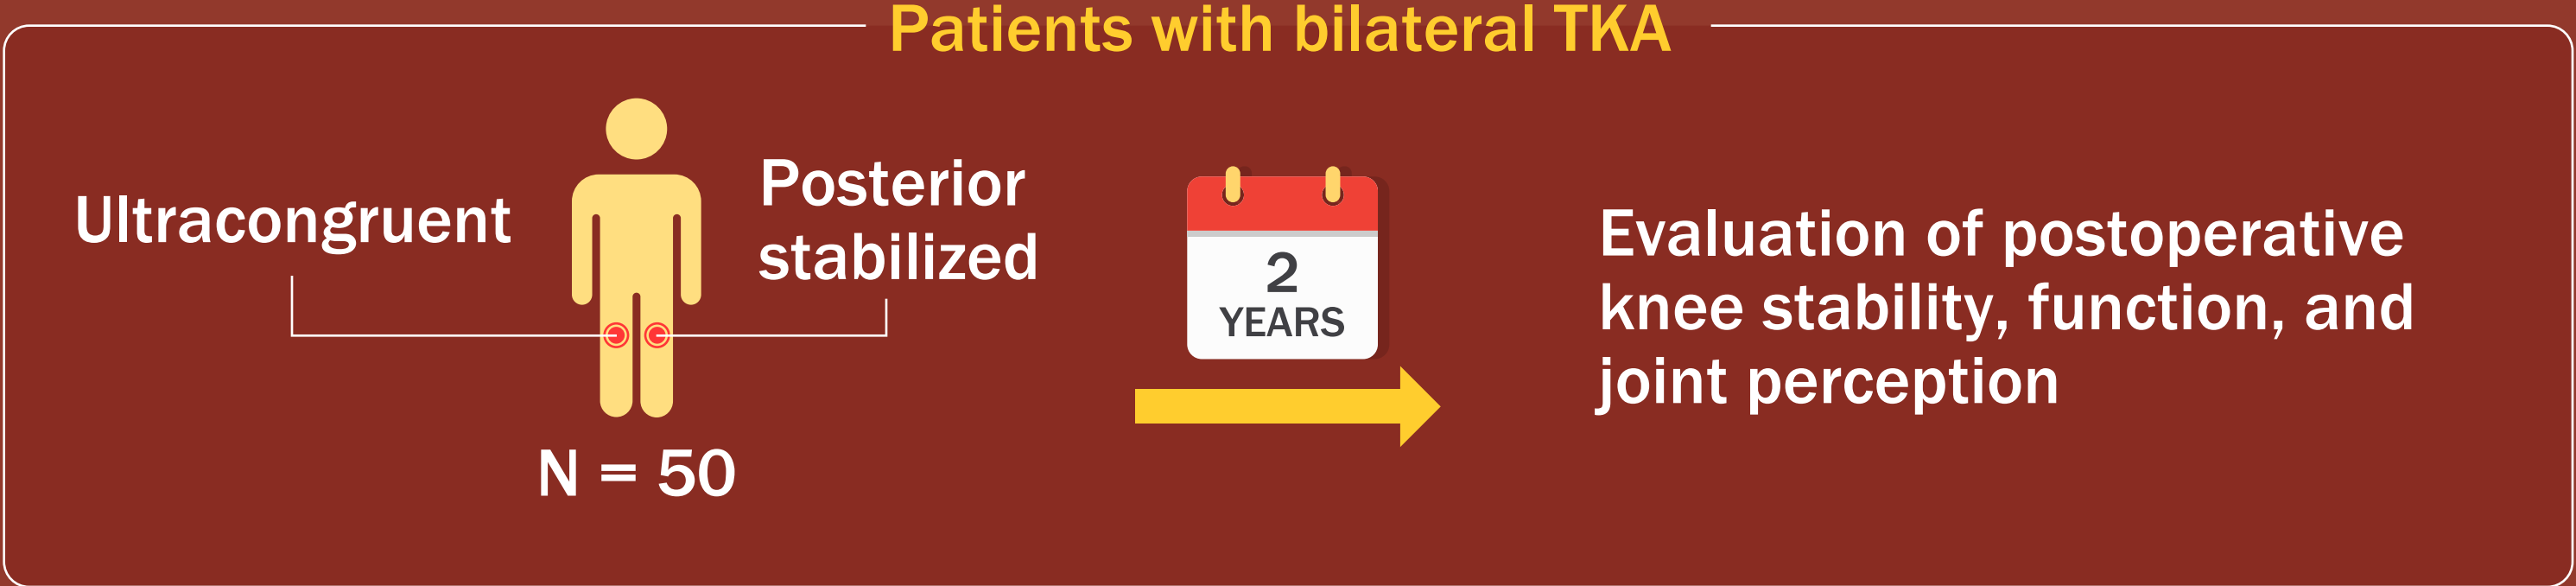 Patients with bilateral TKA
Ultracongruent
Posterior
stabilized
N = 50
2
YEARS
Evaluation of postoperative
knee stability, function, and
joint perception